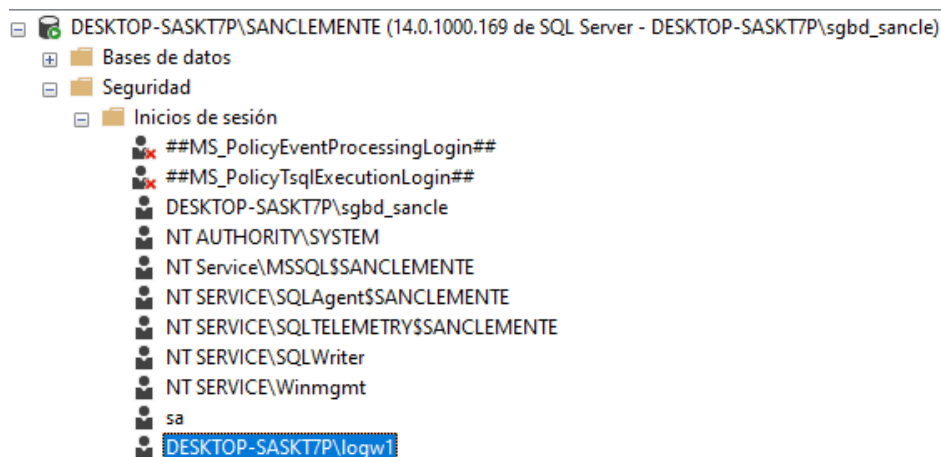 DESKTOP-SASKT7P\SANCLEMENTE (14.0.1000.169 de SQL Server - DESKTOP-SASKT7P\sgbd_sancle)
Bases de datos
Seguridad
Inicios de sesión
##MS_PolicyEventProcessingLogin##
##MS_PolicyTsqlExecutionLogin##
DESKTOP-SASKT7P\sgbd_sancle
NT AUTHORITY\SYSTEM
NT Service\MSSQL$SANCLEMENTE
NT SERVICE\SQLAgent$SANCLEMENTE
NT SERVICE\SQLTELEMETRY$SANCLEMENTE
NT SERVICE\SQLWriter
NT SERVICE\Winmgmt
sa
DESKTOP-SASKT7P\logw1